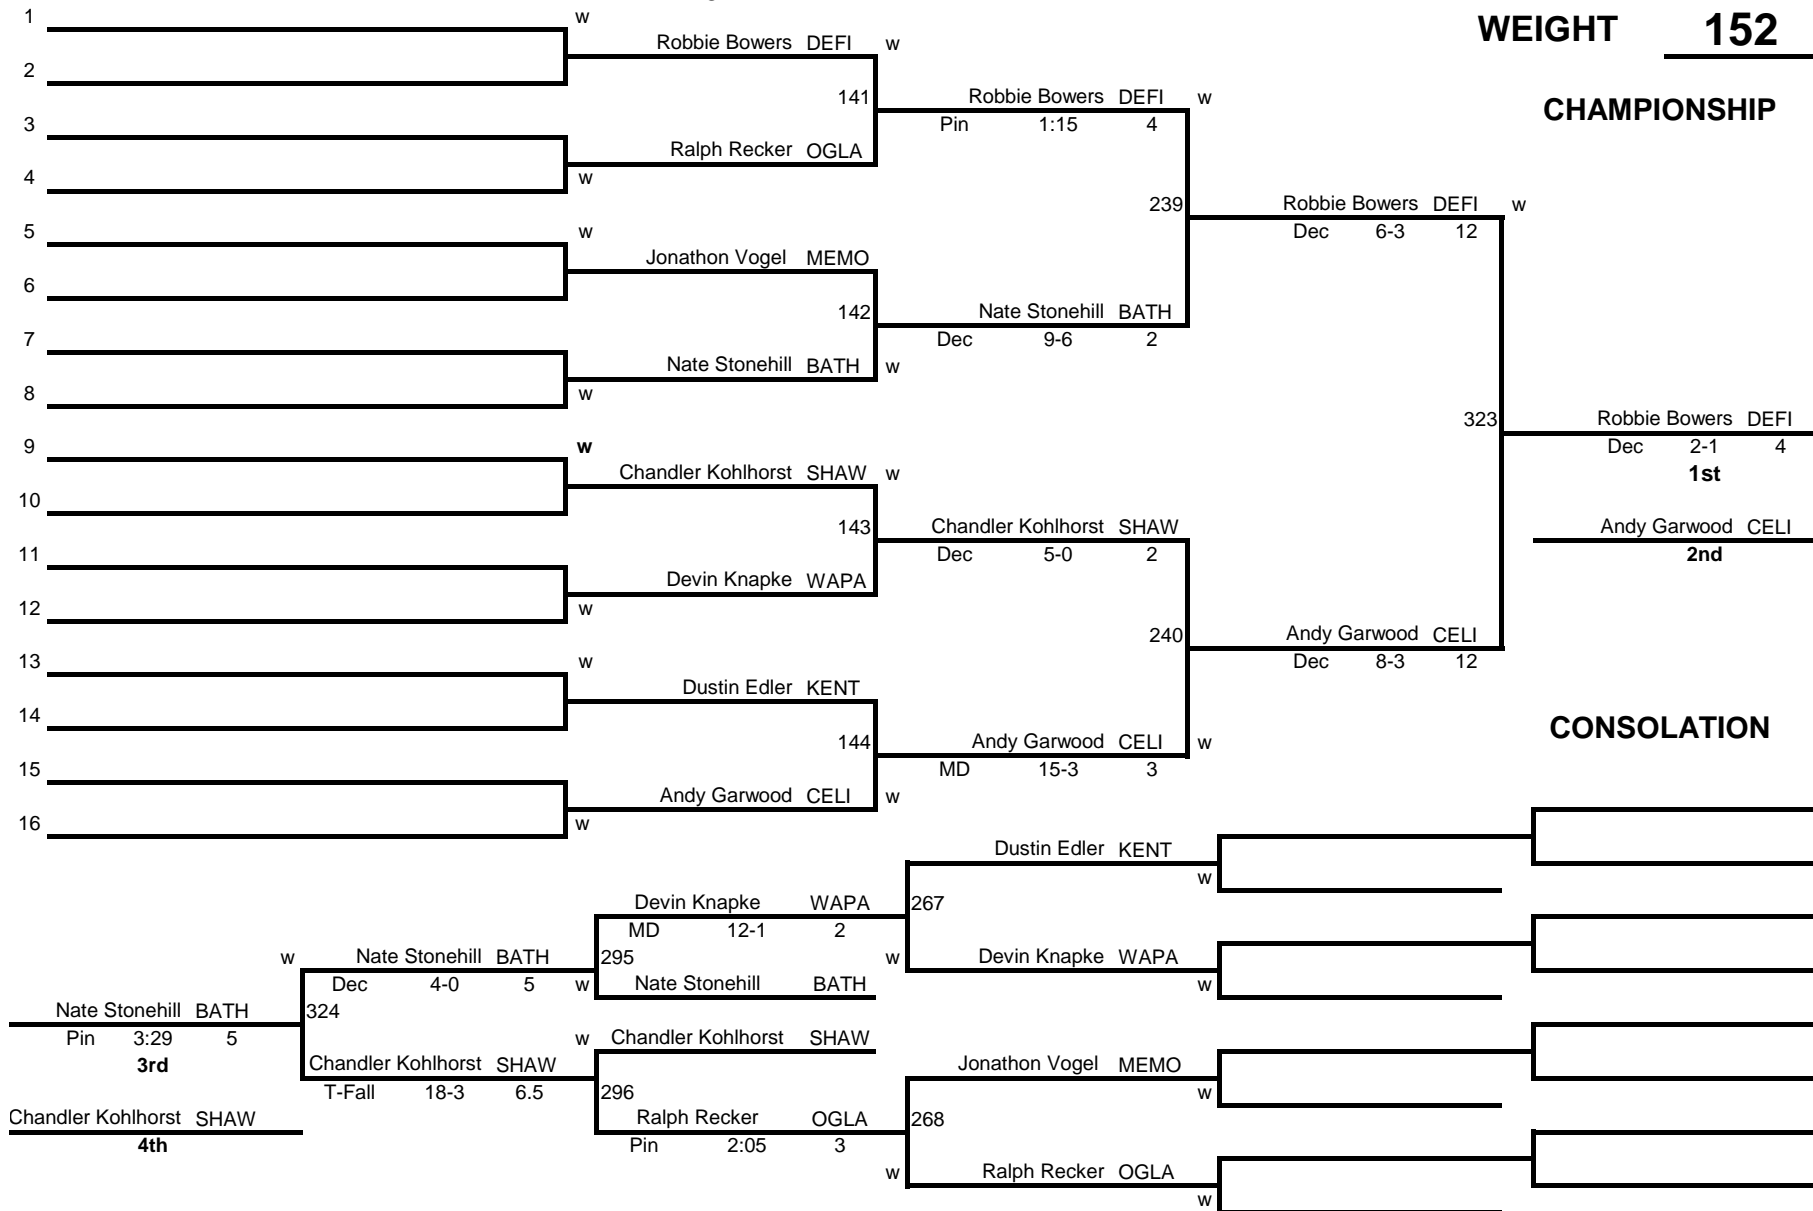 1 w
Robbie Bowers DEFI w
WEIGHT 152
2
141 Robbie Bowers DEFI w
Pin 1:15 4
CHAMPIONSHIP
3
Ralph Recker OGLA
4 w
239 Robbie Bowers DEFI w
Dec 6-3 12
5 w
Jonathon Vogel MEMO
6
142 Nate Stonehill BATH
Dec 9-6 2
7
Nate Stonehill BATH w
8 w
323 Robbie Bowers DEFI
Dec 2-1 4
1st
9 w
Chandler Kohlhorst SHAW w
10
143 Chandler Kohlhorst SHAW
Dec 5-0 2
Andy Garwood CELI
2nd
11
Devin Knapke WAPA
12 w
240 Andy Garwood CELI
Dec 8-3 12
13 w
Dustin Edler KENT
14
144 Andy Garwood CELI w
MD 15-3 3
CONSOLATION
15
Andy Garwood CELI w
16 w
Dustin Edler KENT
w
Devin Knapke WAPA 267
MD 12-1 2
w Nate Stonehill BATH 295 w Devin Knapke WAPA
Dec 4-0 5 w Nate Stonehill BATH w
Nate Stonehill BATH 324
Pin 3:29 5
3rd
w Chandler Kohlhorst SHAW
Chandler Kohlhorst SHAW Jonathon Vogel MEMO
T-Fall 18-3 6.5 296 w
Chandler Kohlhorst SHAW Ralph Recker OGLA 268
4th Pin 2:05 3
w Ralph Recker OGLA
w